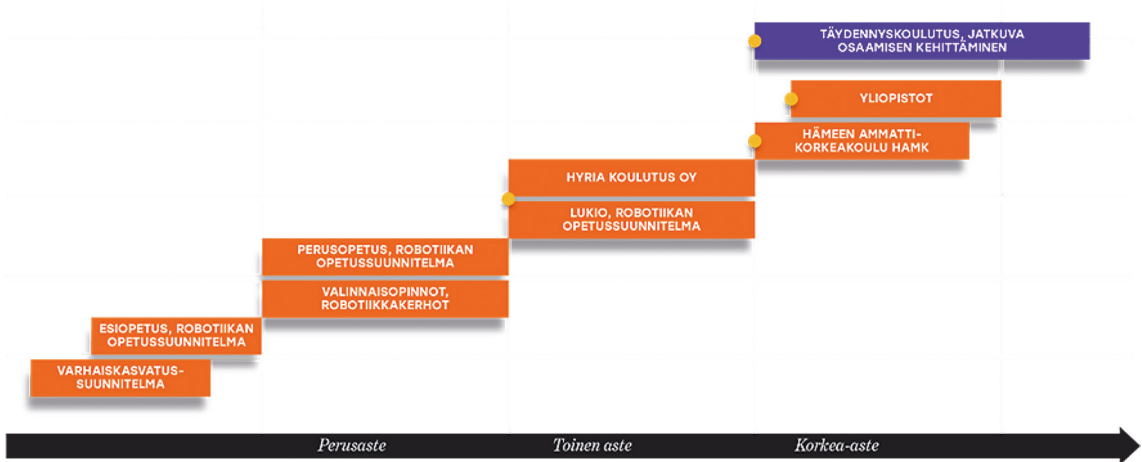 TÄYDENNYSKOULUTUS, JATKUVA
OSAAMISEN KEHITTÄMINEN
YLIOPISTOT
HÄMEEN AMMATTI-
KORKEAKOULU HAMK
HYRIA KOULUTUS OY
LUKIO, ROBOTIIKAN
OPETUSSUUNNITELMA
PERUSOPETUS, ROBOTIIKAN
OPETUSSUUNNITELMA
VALINNAISOPINNOT,
ROBOTIIKKAKERHOT
ESIOPETUS, ROBOTIIKAN
OPETUSSUUNNITELMA
VARHAISKASVATUS-
SUUNNITELMA
Perusaste
Toinen aste
Korkea-aste